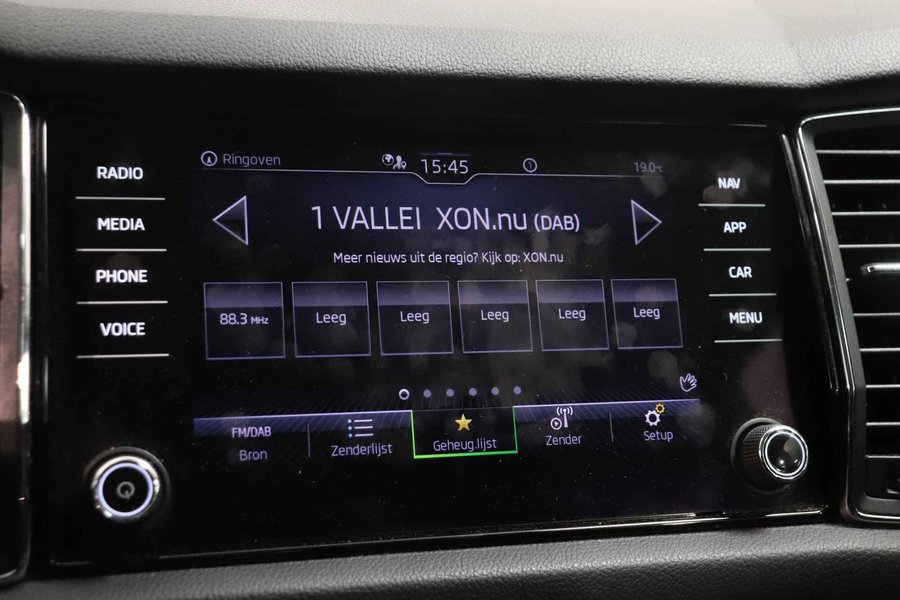 Ringoven
15:45
1
19.0°C
RADIO
MEDIA
PHONE
VOICE
NAV
APP
CAR
MENU
1 VALLEI XON.nu (DAB)
Meer nieuws uit de regio? Kijk op: XON.nu
88.3 MHz
Leeg
Leeg
Leeg
Leeg
Leeg
FM/DAB
Bron
Zenderlijst
Geheug.lijst
Zender
Setup